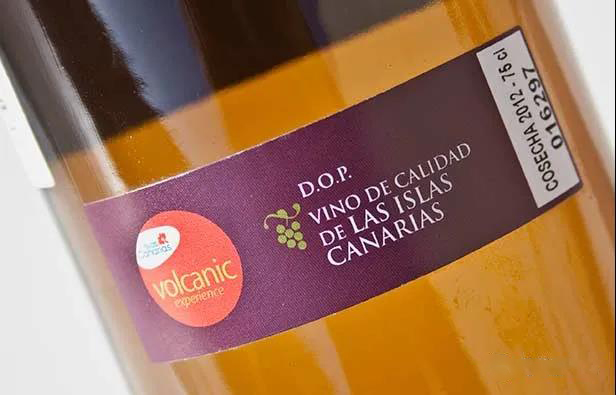 D.O.P.
VINO DE CALIDAD
DE LAS ISLAS
CANARIAS
Islas
Canarias
volcanic
experience
COSECHA 2012 - 75 cl
016297